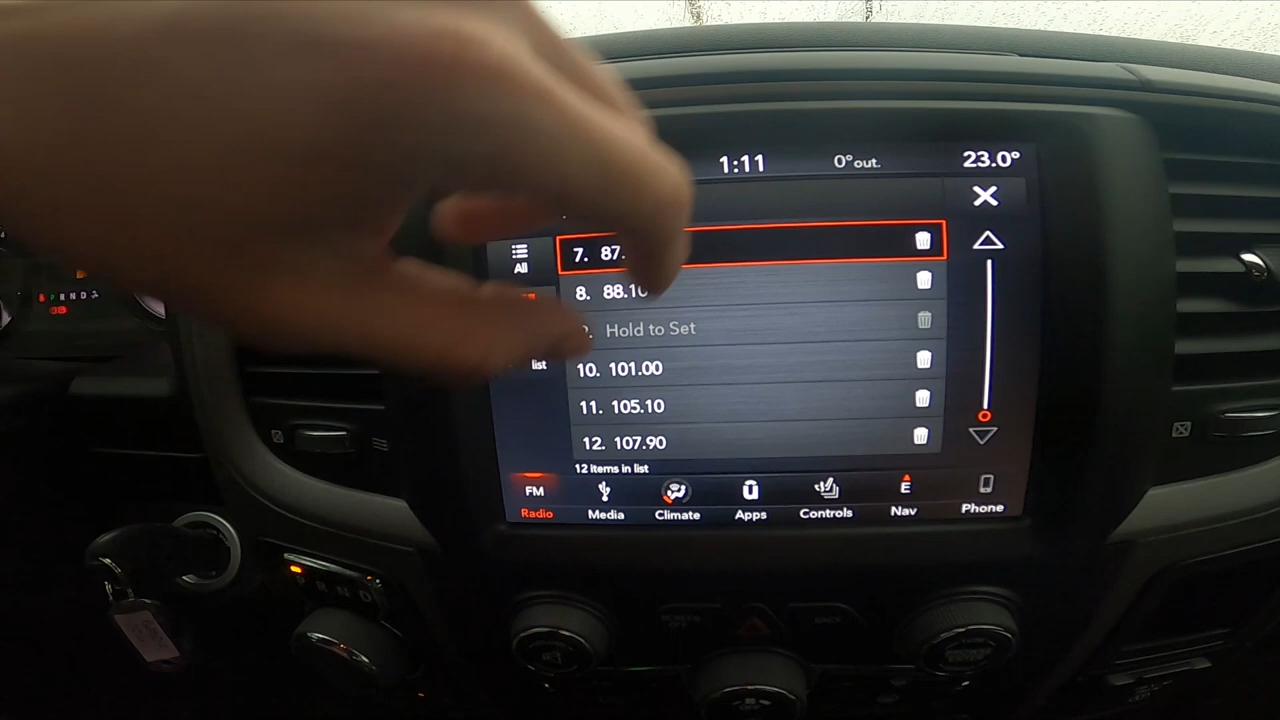 1:11 0°out. 23.0°
All
7. 87.
8. 88.10
Hold to Set
list
10. 101.00
11. 105.10
12. 107.90
12 items in list
FM E
Radio Media Climate Apps Controls Nav Phone
P R N D
R N D